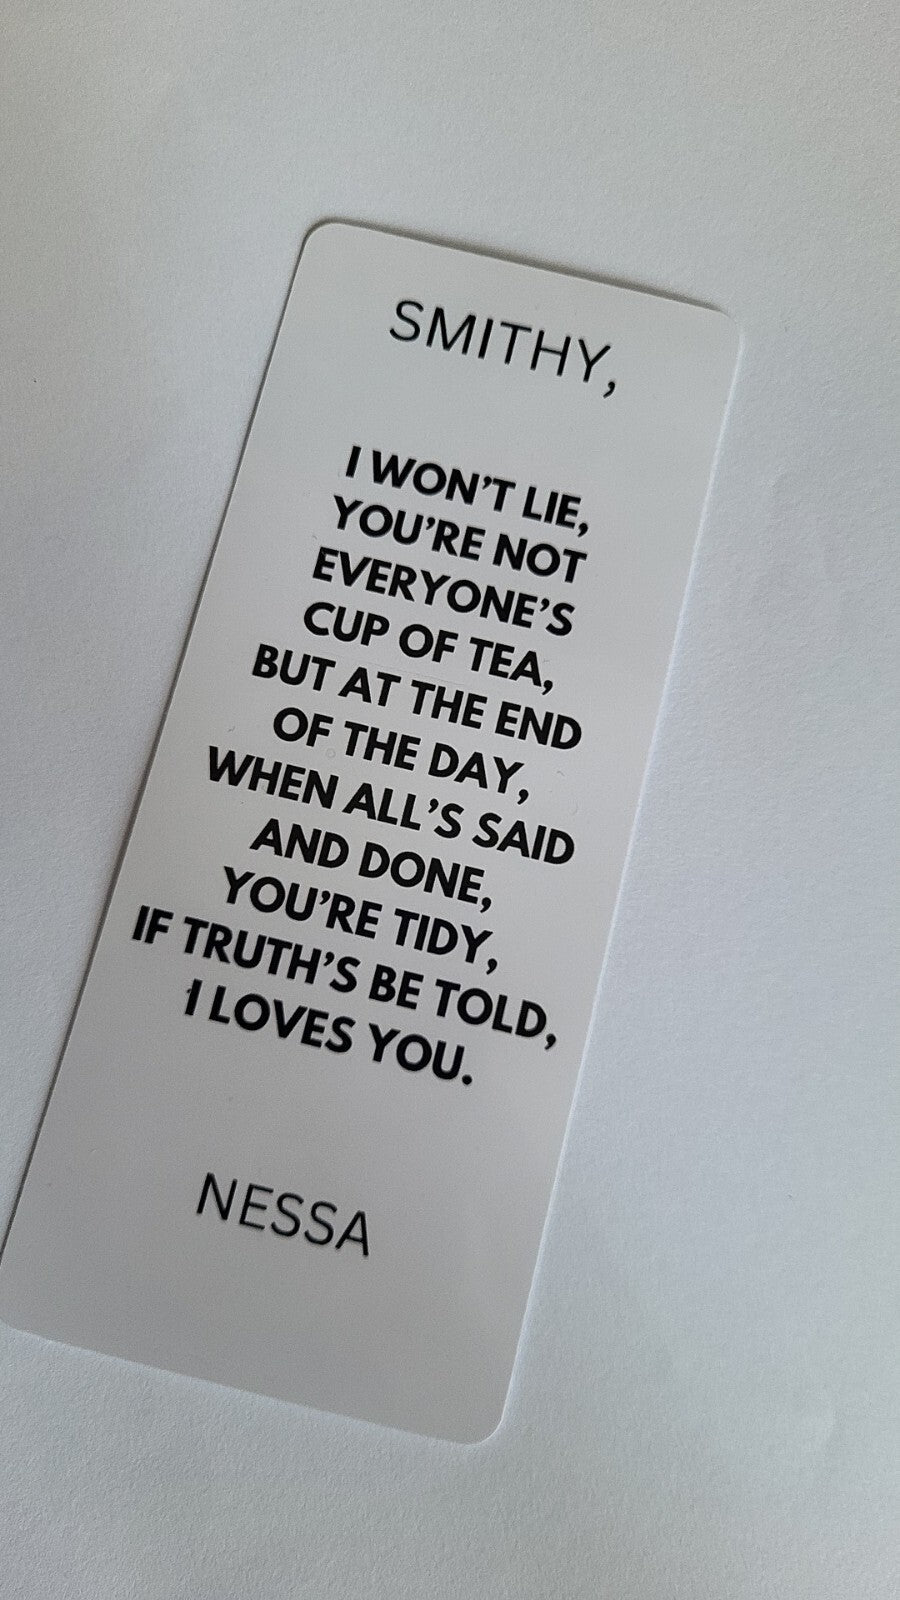 SMITHY,
I WON'T LIE,
YOU'RE NOT
EVERYONE'S
CUP OF TEA,
BUT AT THE END
OF THE DAY,
WHEN ALL'S SAID
AND DONE,
YOU'RE TIDY,
IF TRUTH'S BE TOLD,
I LOVES YOU.
NESSA